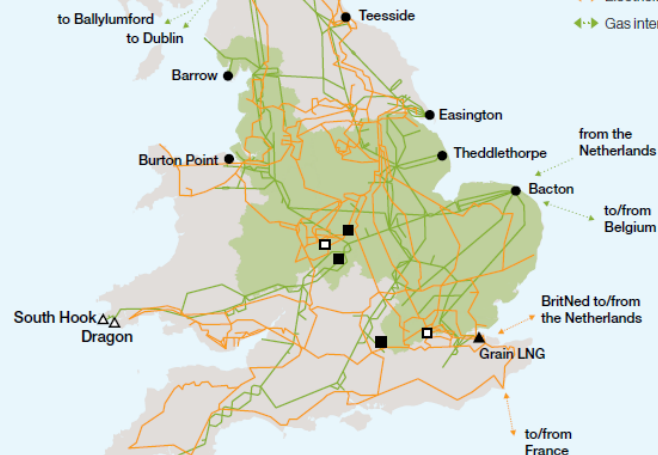 Teesside
to Ballylumford
to Dublin
Gas inter
Barrow
Easington
from the
Netherlands
Burton Point
Theddlethorpe
Bacton
to/from
Belgium
BritNed to/from
the Netherlands
South Hook
Dragon
Grain LNG
to/from
France